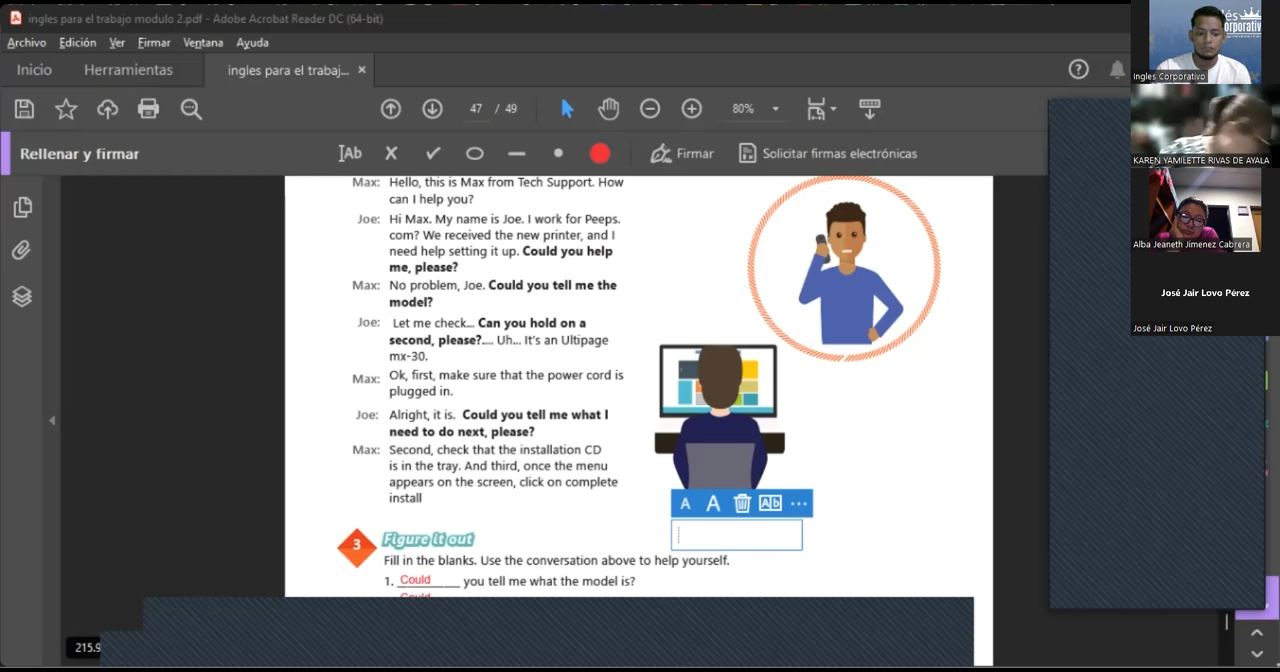 ingles para el trabajo modulo 2.pdf - Adobe Acrobat Reader DC (64-bit)
Archivo Edición Ver Firmar Ventana Ayuda
Inicio Herramientas ingles para el trabaj... ×
47 / 49 80%
Rellenar y firmar
Ab Firmar Solicitar firmas electrónicas
Max: Hello, this is Max from Tech Support. How
can I help you?
Joe: Hi Max. My name is Joe. I work for Peeps.
com? We received the new printer, and I
need help setting it up. Could you help
me, please?
Max: No problem, Joe. Could you tell me the
model?
Joe: Let me check... Can you hold on a
second, please?.... Uh... It's an Ultipage
mx-30.
Max: Ok, first, make sure that the power cord is
plugged in.
Joe: Alright, it is. Could you tell me what I
need to do next, please?
Max: Second, check that the installation CD
is in the tray. And third, once the menu
appears on the screen, click on complete
install
A A Ab ...
3 Figure it out
Fill in the blanks. Use the conversation above to help yourself.
1. Could you tell me what the model is?
215.9
Ingles Corporativo
KAREN YAMILETTE RIVAS DE AYALA
Alba Jeaneth Jimenez Cabrera
José Jair Lovo Pérez
José Jair Lovo Pérez